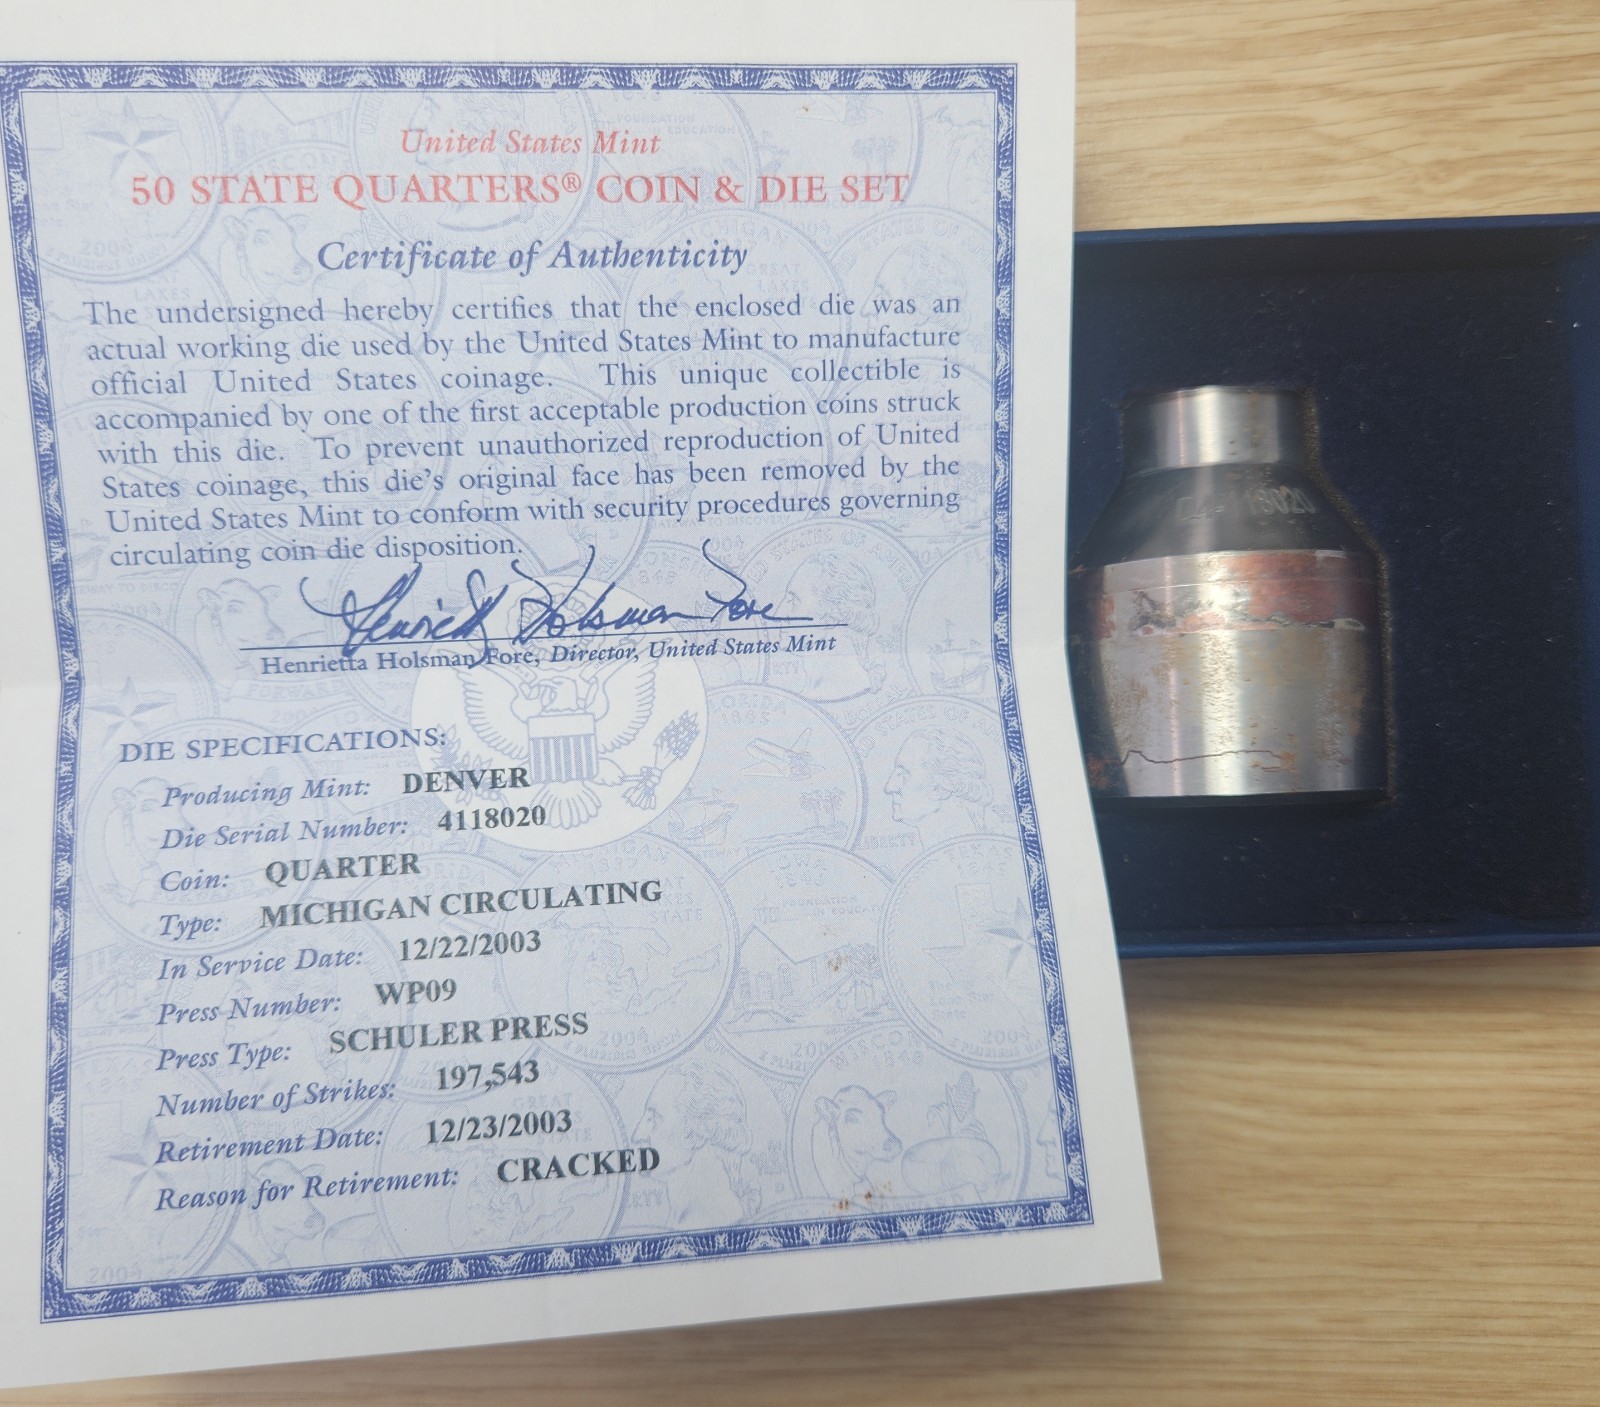 United States Mint
50 STATE QUARTERS® COIN & DIE SET
Certificate of Authenticity
The undersigned hereby certifies that the enclosed die was an
actual working die used by the United States Mint to manufacture
official United States coinage. This unique collectible is
accompanied by one of the first acceptable production coins struck
with this die. To prevent unauthorized reproduction of United
States coinage, this die's original face has been removed by the
United States Mint to conform with security procedures governing
circulating coin die disposition.
Henrietta Holsman Fore
Henrietta Holsman Fore, Director, United States Mint
DIE SPECIFICATIONS:
Producing Mint: DENVER
Die Serial Number: 4118020
Coin: QUARTER
Type: MICHIGAN CIRCULATING
In Service Date: 12/22/2003
Press Number: WP09
Press Type: SCHULER PRESS
Number of Strikes: 197,543
Retirement Date: 12/23/2003
Reason for Retirement: CRACKED